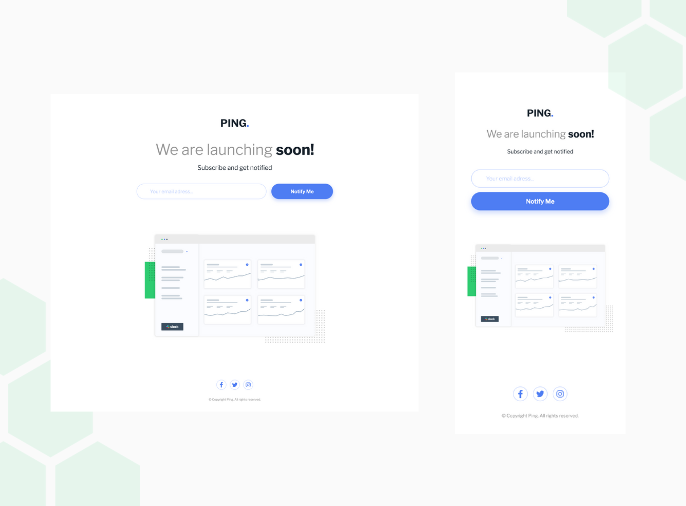 PING.
We are launching soon!
Subscribe and get notified
Your email address...
Notify Me
© Copyright Ping. All rights reserved.
PING.
We are launching soon!
Subscribe and get notified
Your email address...
Notify Me
© Copyright Ping. All rights reserved.